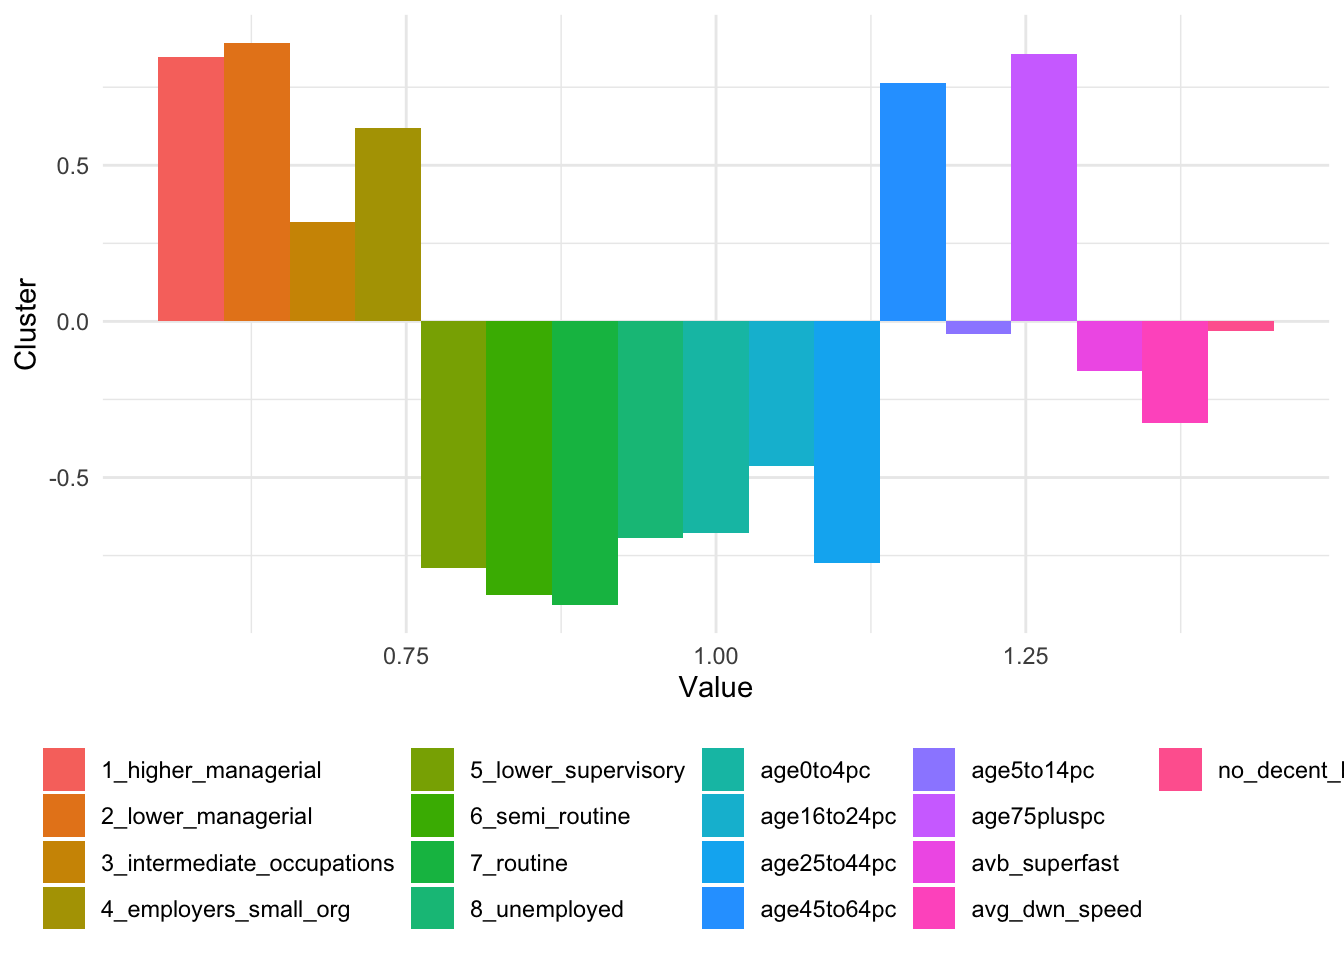 0.5
0.0
-0.5
Cluster
0.75 1.00 1.25
Value
1_higher_managerial 5_lower_supervisory age0to4pc age5to14pc no_decent_
2_lower_managerial 6_semi_routine age16to24pc age75pluspc
3_intermediate_occupations 7_routine age25to44pc avb_superfast
4_employers_small_org 8_unemployed age45to64pc avg_dwn_speed